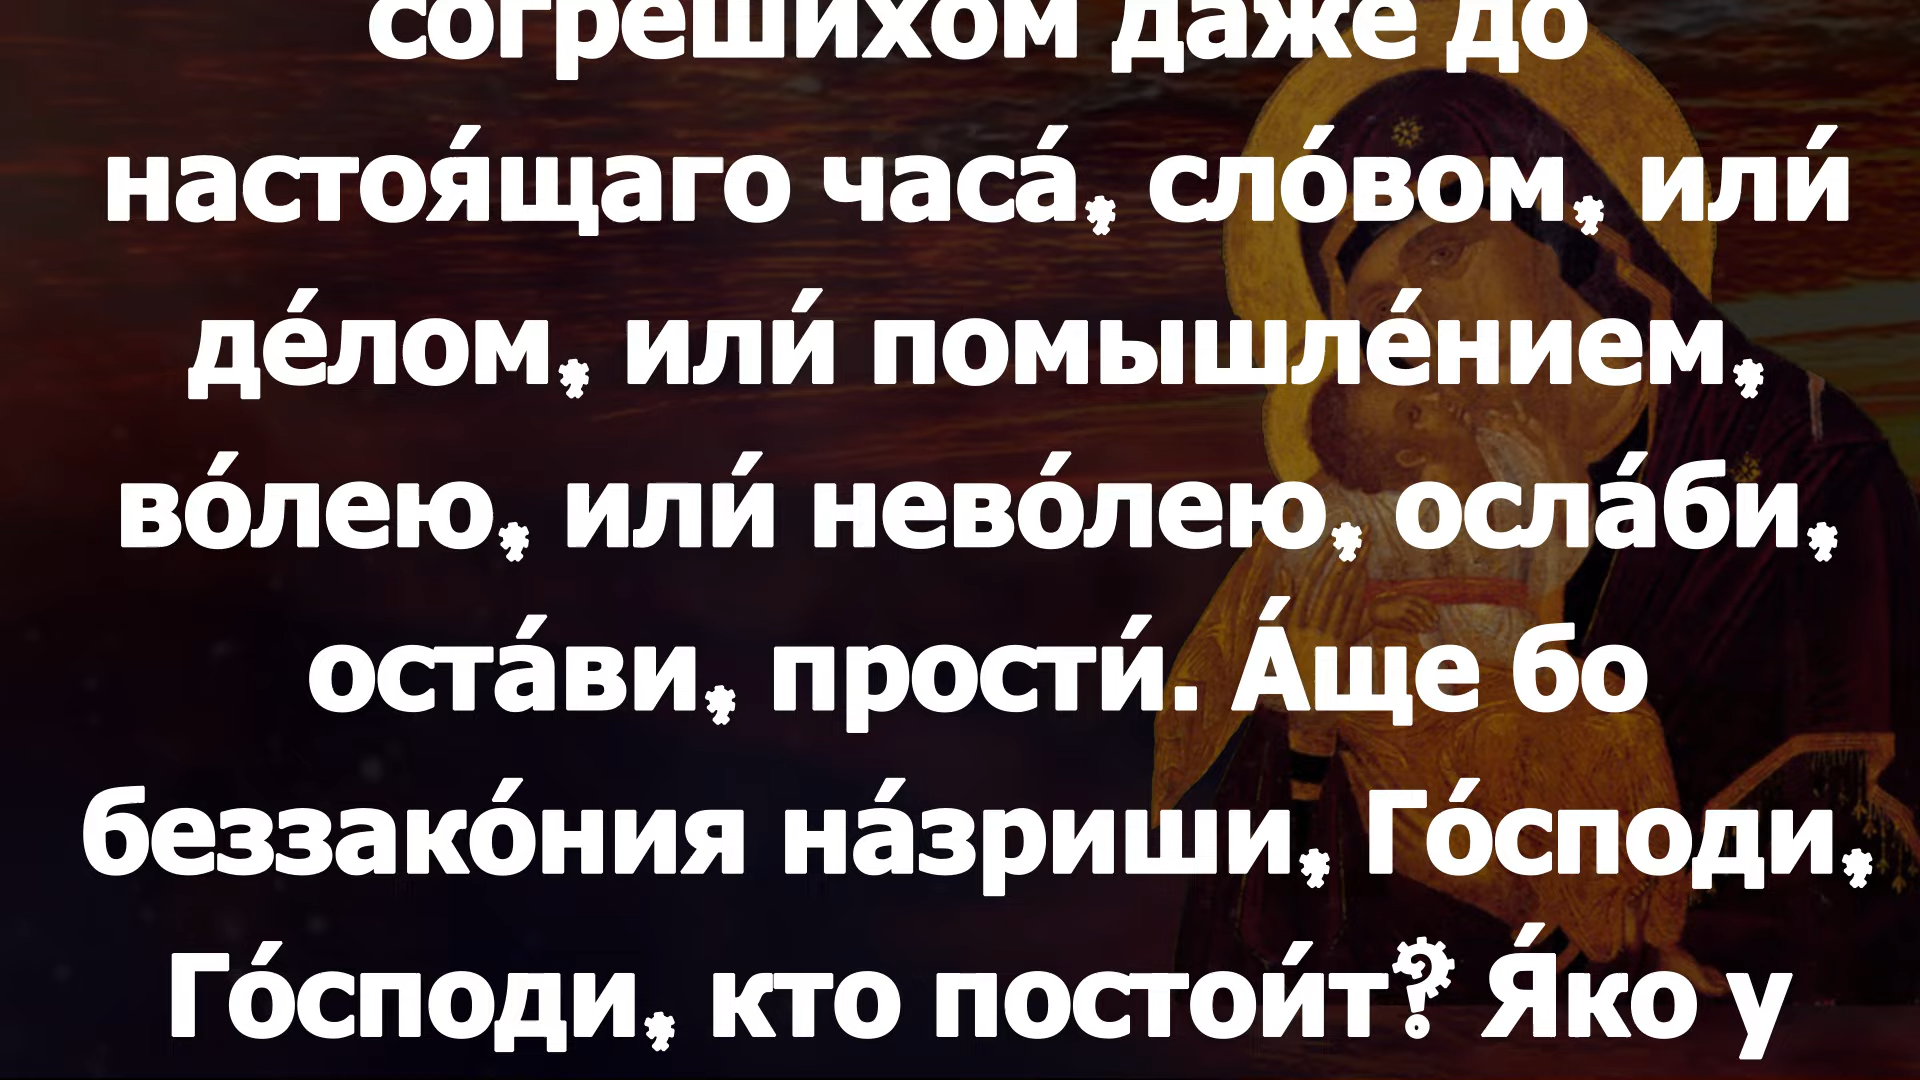 согрешихом даже до
настоя́щаго часа́, сло́вом, или́
де́лом, или́ помышле́нием,
во́лею, или́ нево́лею, осла́би,
оста́ви, прости́. А́ще бо
беззако́ния на́зриши, Го́споди,
Го́споди, кто постои́т? Я́ко у